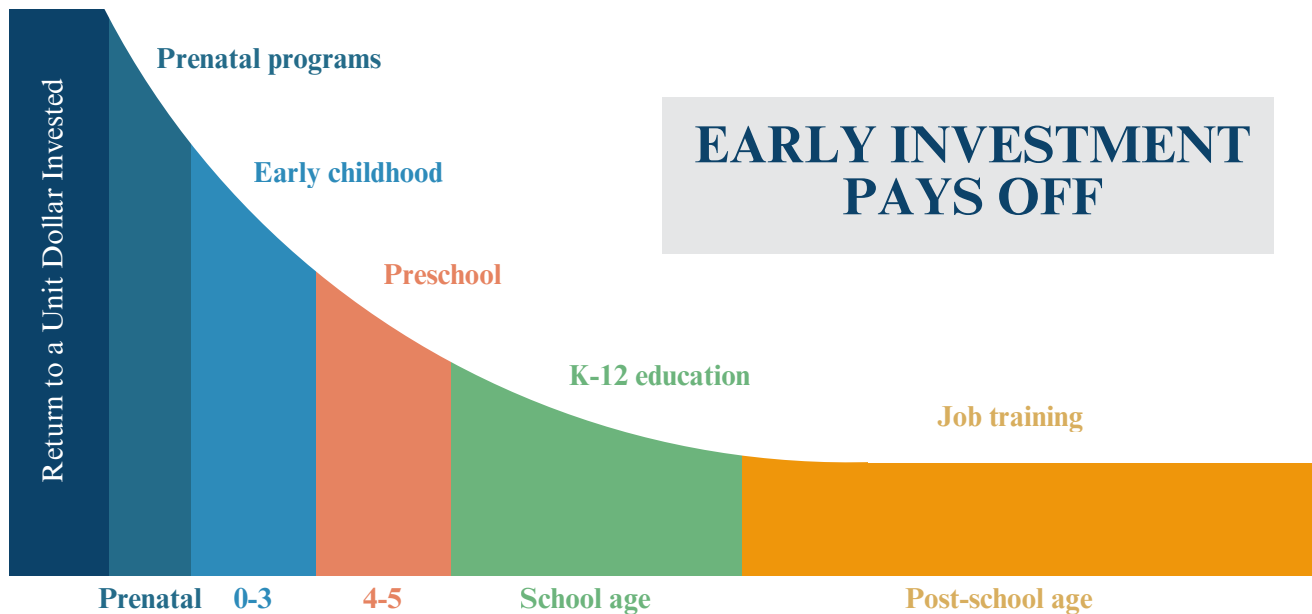 Return to a Unit Dollar Invested
Prenatal programs
Early childhood
Preschool
K-12 education
Job training
EARLY INVESTMENT
PAYS OFF
Prenatal
0-3
4-5
School age
Post-school age